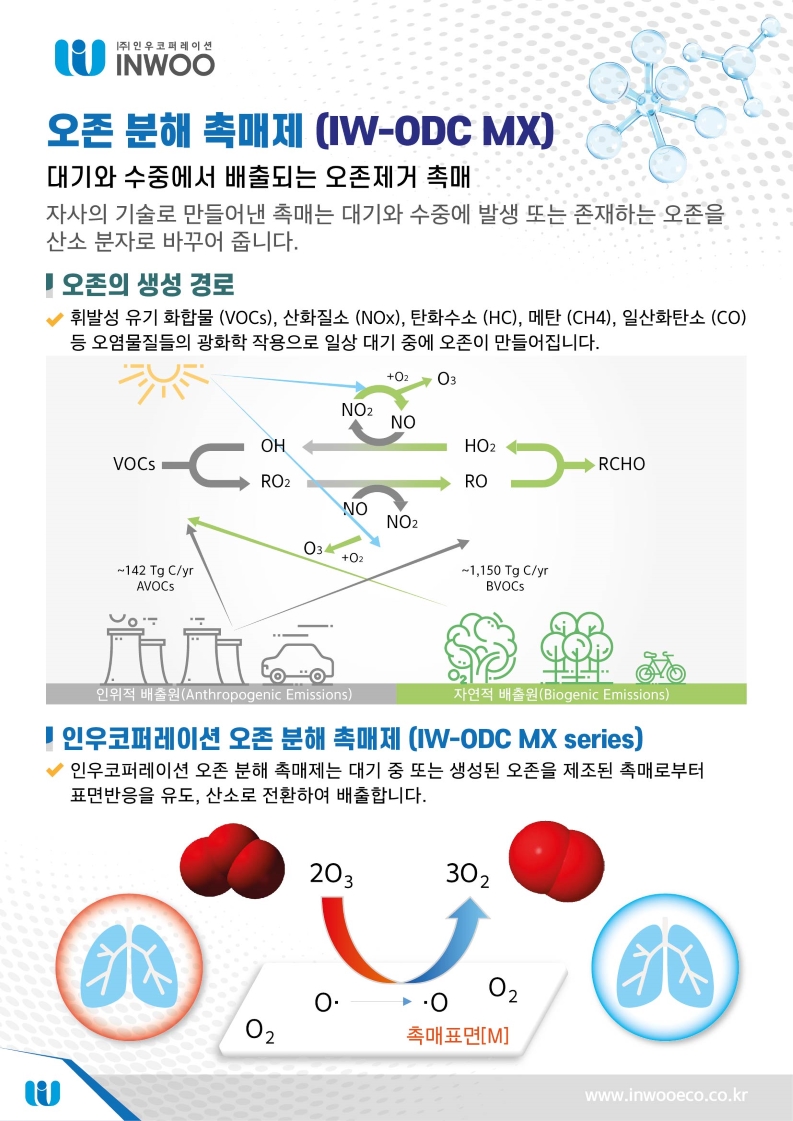 (주)인우코퍼레이션
INWOO
오존 분해 촉매제 (IW-ODC MX)
대기와 수중에서 배출되는 오존제거 촉매
자사의 기술로 만들어낸 촉매는 대기와 수중에 발생 또는 존재하는 오존을
산소 분자로 바꾸어 줍니다.
오존의 생성 경로
휘발성 유기 화합물 (VOCs), 산화질소 (NOx), 탄화수소 (HC), 메탄 (CH4), 일산화탄소 (CO)
등 오염물질들의 광화학 작용으로 일상 대기 중에 오존이 만들어집니다.
+O2
O3
NO2
NO
OH
HO2
VOCs
RCHO
RO2
RO
NO
NO2
O3
+O2
~142 Tg C/yr
AVOCs
~1,150 Tg C/yr
BVOCs
인위적 배출원(Anthropogenic Emissions)
자연적 배출원(Biogenic Emissions)
인우코퍼레이션 오존 분해 촉매제 (IW-ODC MX series)
인우코퍼레이션 오존 분해 촉매제는 대기 중 또는 생성된 오존을 제조된 촉매로부터
표면반응을 유도, 산소로 전환하여 배출합니다.
2O3
3O2
O·
·O
O2
O2
촉매표면[M]
www.inwooeco.co.kr